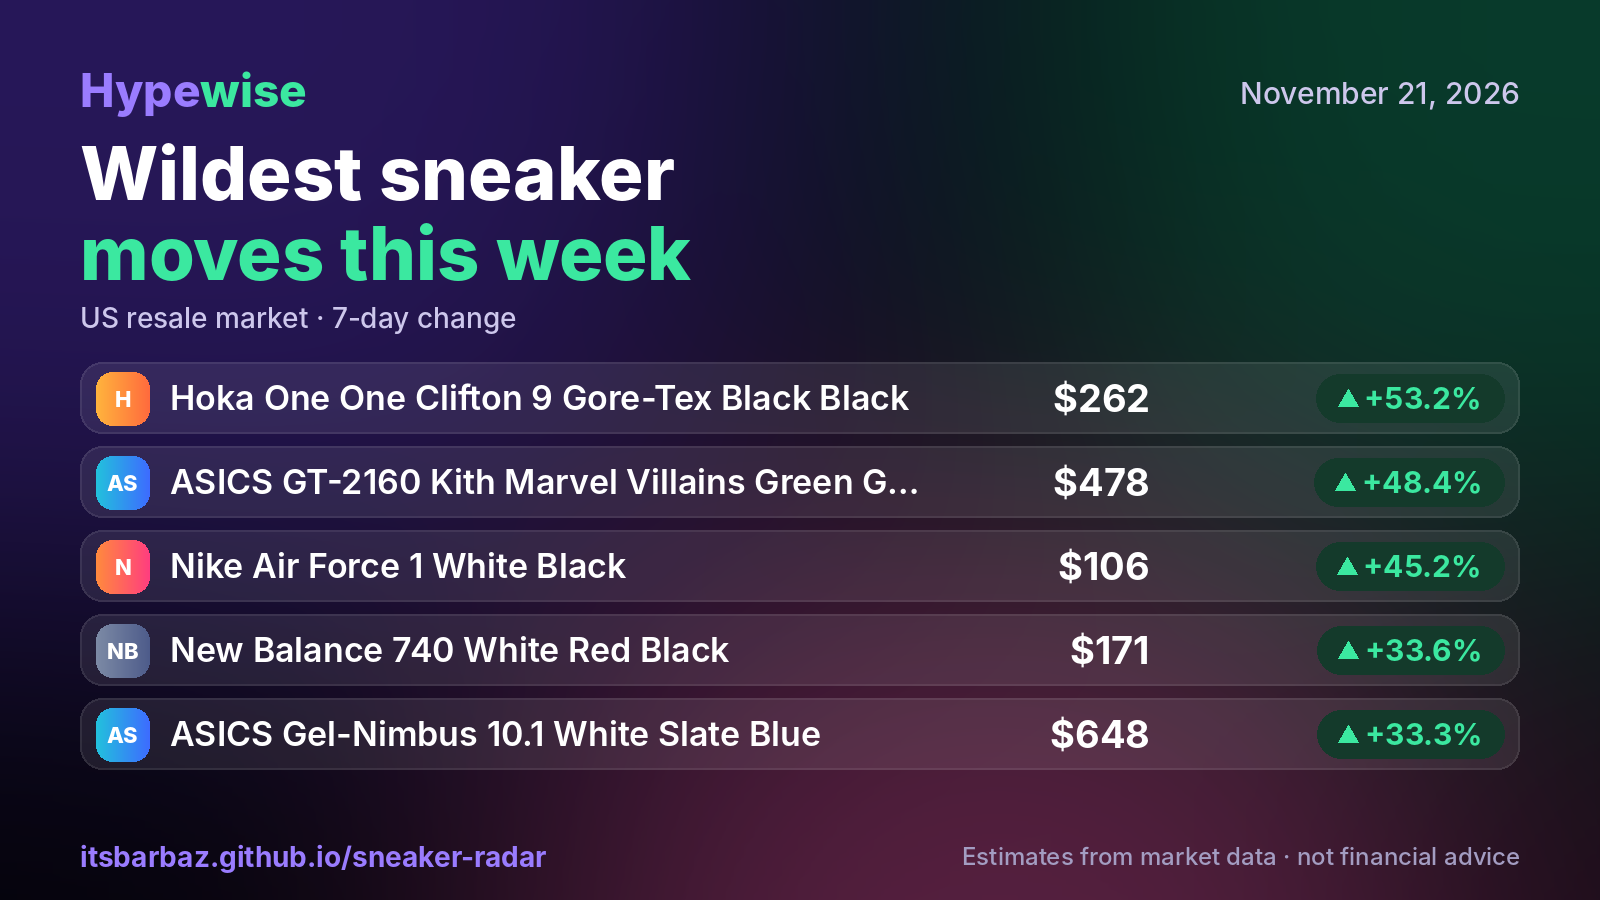 Hypewise
November 21, 2026
Wildest sneaker
moves this week
US resale market · 7-day change
H Hoka One One Clifton 9 Gore-Tex Black Black $262 ▲+53.2%
AS ASICS GT-2160 Kith Marvel Villains Green G... $478 ▲+48.4%
N Nike Air Force 1 White Black $106 ▲+45.2%
NB New Balance 740 White Red Black $171 ▲+33.6%
AS ASICS Gel-Nimbus 10.1 White Slate Blue $648 ▲+33.3%
itsbarbaz.github.io/sneaker-radar
Estimates from market data · not financial advice